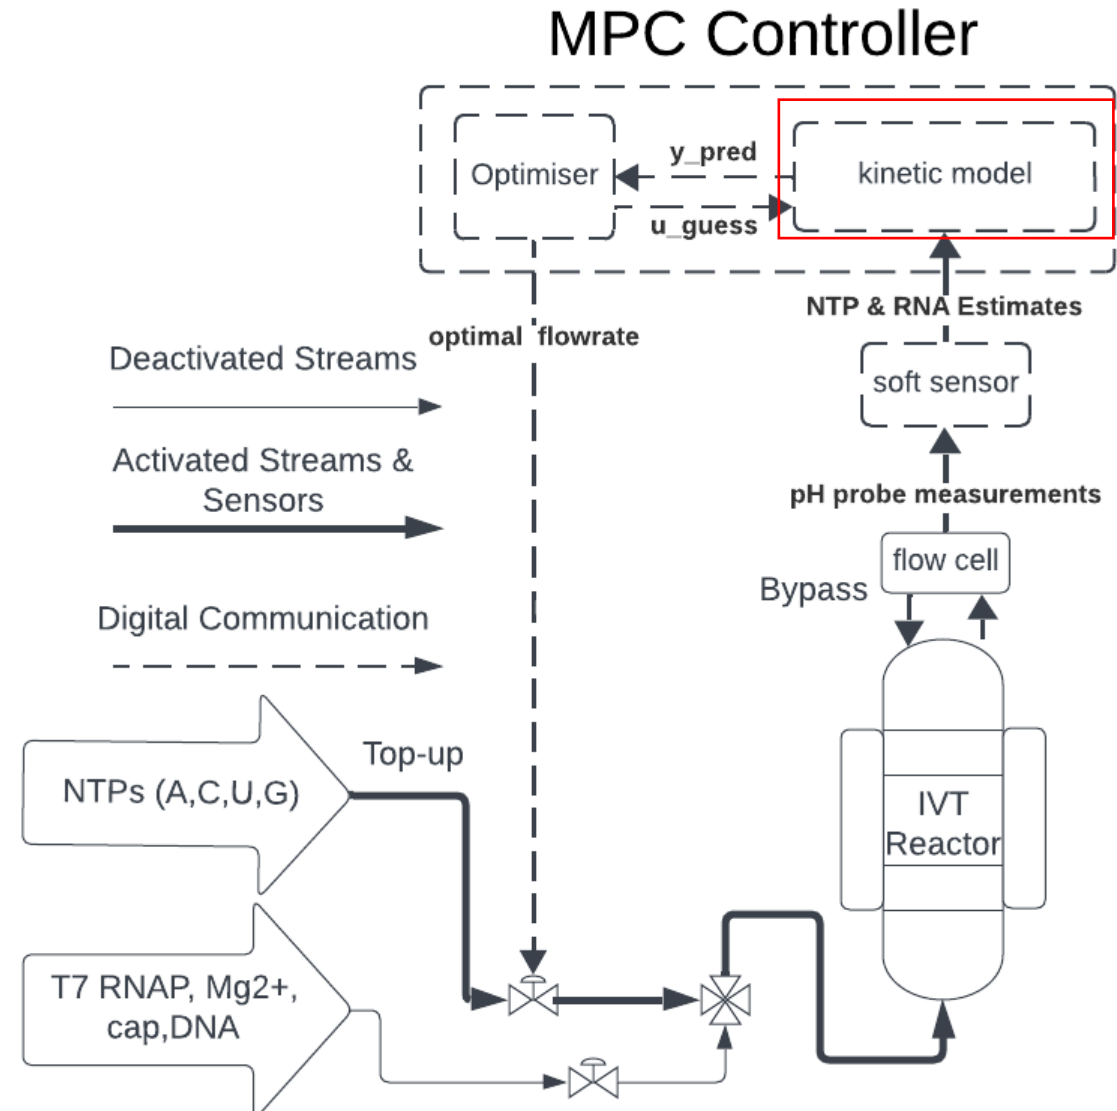 MPC Controller
Optimiser
y_pred
u_guess
kinetic model
NTP & RNA Estimates
optimal flowrate
soft sensor
Deactivated Streams
Activated Streams &
Sensors
pH probe measurements
flow cell
Bypass
Digital Communication
Top-up
NTPs (A,C,U,G)
IVT
Reactor
T7 RNAP, Mg2+,
cap,DNA